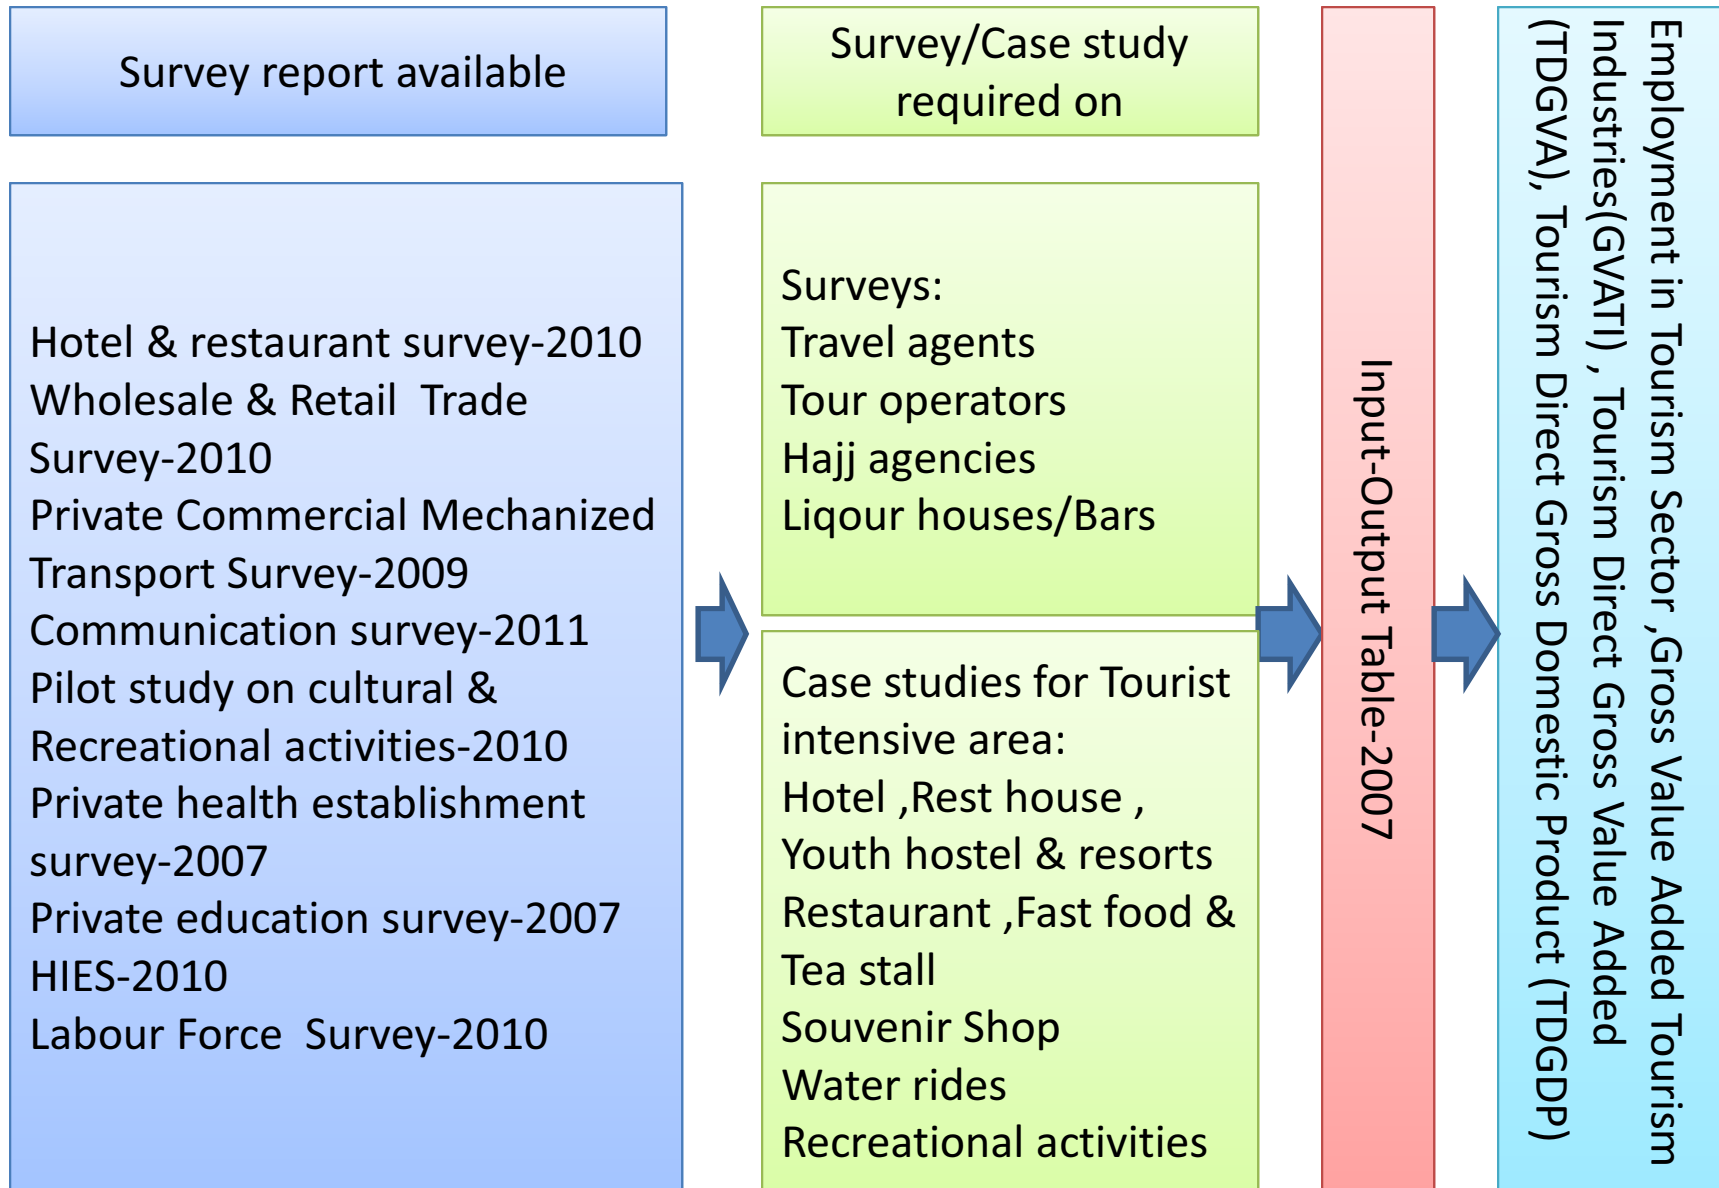 Survey report available
Survey/Case study
required on
Hotel & restaurant survey-2010
Wholesale & Retail  Trade
Survey-2010
Private Commercial Mechanized
Transport Survey-2009
Communication survey-2011
Pilot study on cultural &
Recreational activities-2010
Private health establishment
survey-2007
Private education survey-2007
HIES-2010
Labour Force  Survey-2010
Surveys:
Travel agents
Tour operators
Hajj agencies
Liqour houses/Bars
Case studies for Tourist
intensive area:
Hotel ,Rest house ,
Youth hostel & resorts
Restaurant ,Fast food &
Tea stall
Souvenir Shop
Water rides
Recreational activities
Input-Output Table-2007
Employment in Tourism Sector ,Gross Value Added Tourism
Industries(GVATI) , Tourism Direct Gross Value Added
(TDGVA), Tourism Direct Gross Domestic Product (TDGDP)